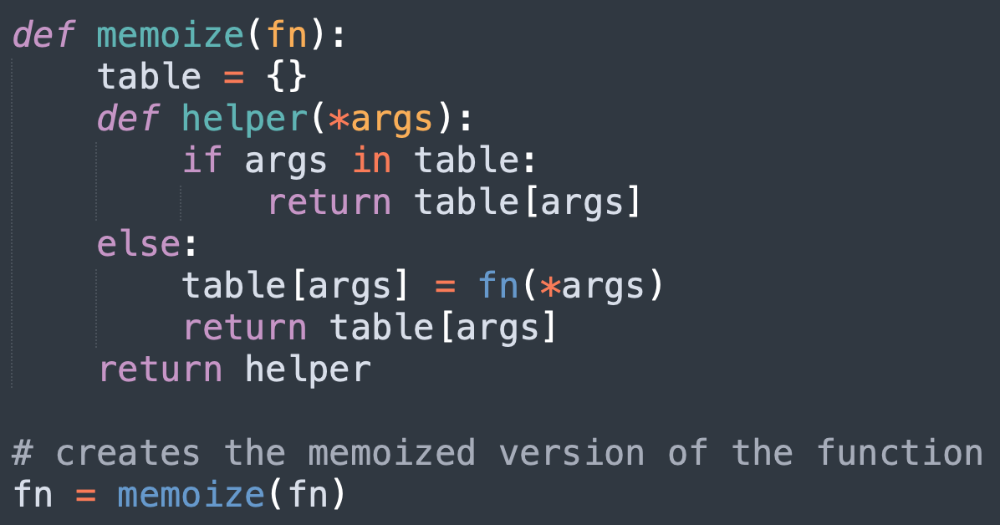 def memoize(fn):
    table = {}
    def helper(*args):
        if args in table:
            return table[args]
    else:
        table[args] = fn(*args)
        return table[args]
    return helper

# creates the memoized version of the function
fn = memoize(fn)